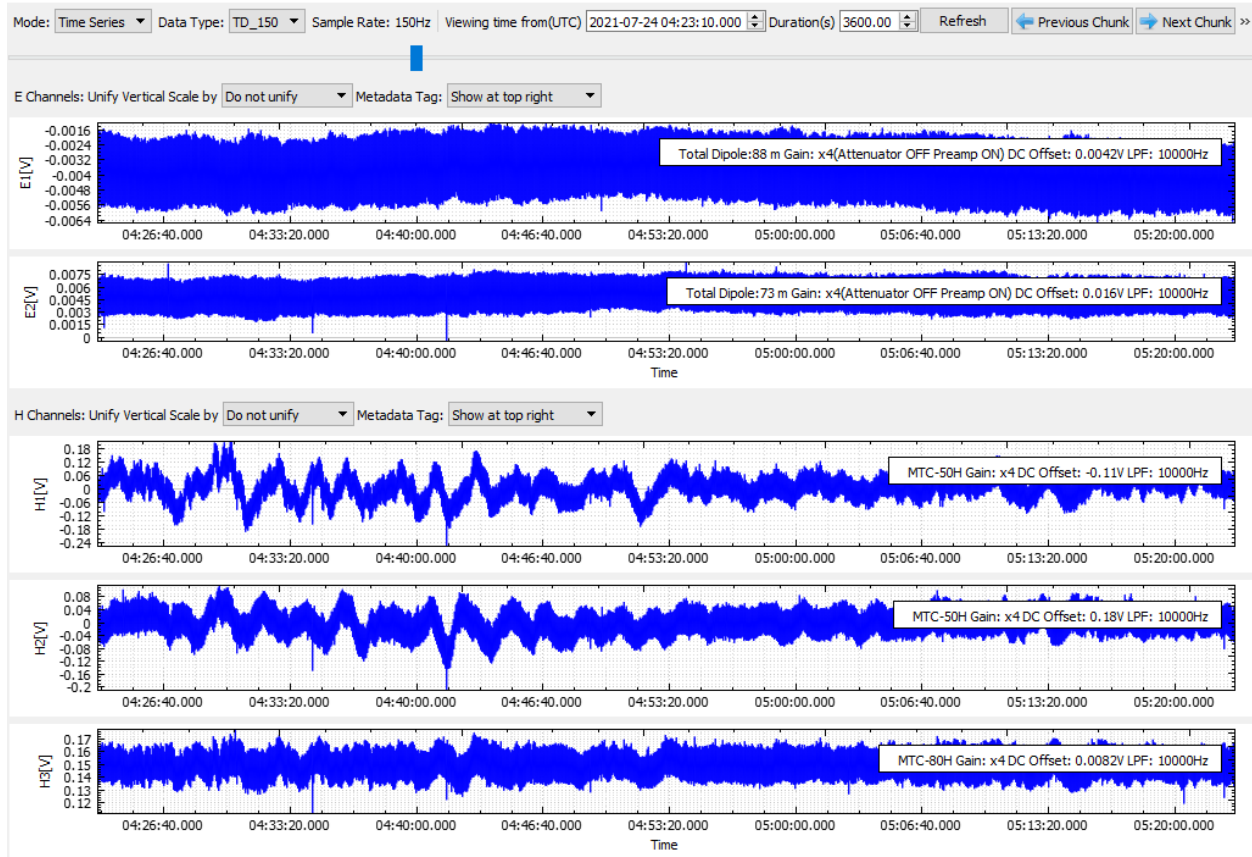 Mode: Time Series Data Type: TD_150 Sample Rate: 150Hz Viewing time from(UTC) 2021-07-24 04:23:10.000 Duration(s) 3600.00 Refresh Previous Chunk Next Chunk »
E Channels: Unify Vertical Scale by Do not unify Metadata Tag: Show at top right
-0.0016
-0.0024
-0.0032
-0.004
-0.0048
-0.0056
-0.0064
E1[V]
Total Dipole:88 m Gain: x4(Attenuator OFF Preamp ON) DC Offset: 0.0042V LPF: 10000Hz
04:26:40.000 04:33:20.000 04:40:00.000 04:46:40.000 04:53:20.000 05:00:00.000 05:06:40.000 05:13:20.000 05:20:00.000
0.0075
0.006
0.0045
0.003
0.0015
0
E2[V]
Total Dipole:73 m Gain: x4(Attenuator OFF Preamp ON) DC Offset: 0.016V LPF: 10000Hz
04:26:40.000 04:33:20.000 04:40:00.000 04:46:40.000 04:53:20.000 05:00:00.000 05:06:40.000 05:13:20.000 05:20:00.000
Time
H Channels: Unify Vertical Scale by Do not unify Metadata Tag: Show at top right
0.18
0.12
0.06
0
-0.06
-0.12
-0.18
-0.24
H1[V]
MTC-50H Gain: x4 DC Offset: -0.11V LPF: 10000Hz
04:26:40.000 04:33:20.000 04:40:00.000 04:46:40.000 04:53:20.000 05:00:00.000 05:06:40.000 05:13:20.000 05:20:00.000
0.08
0.04
0
-0.04
-0.08
-0.12
-0.16
-0.2
H2[V]
MTC-50H Gain: x4 DC Offset: 0.18V LPF: 10000Hz
04:26:40.000 04:33:20.000 04:40:00.000 04:46:40.000 04:53:20.000 05:00:00.000 05:06:40.000 05:13:20.000 05:20:00.000
0.17
0.16
0.15
0.14
0.13
0.12
H3[V]
MTC-80H Gain: x4 DC Offset: 0.0082V LPF: 10000Hz
04:26:40.000 04:33:20.000 04:40:00.000 04:46:40.000 04:53:20.000 05:00:00.000 05:06:40.000 05:13:20.000 05:20:00.000
Time